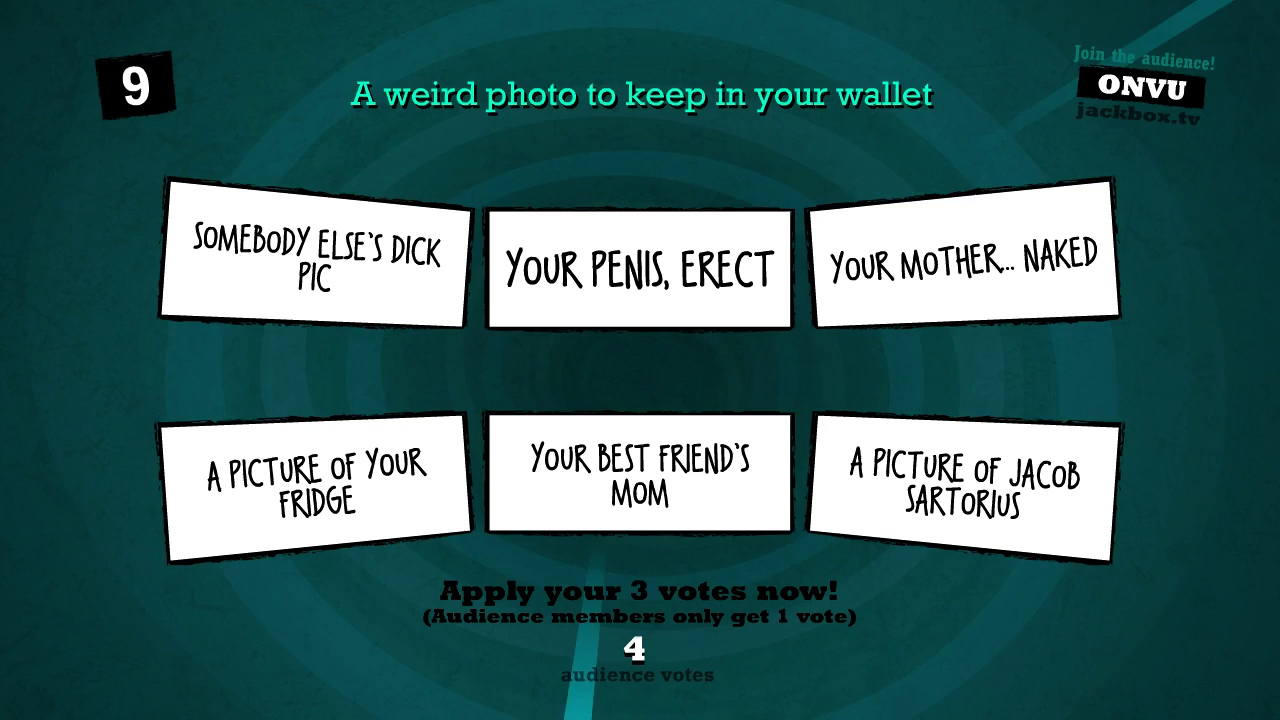 9
A weird photo to keep in your wallet
Join the audience!
ONVU
jackbox.tv
SOMEBODY ELSE'S DICK
PIC
YOUR PENIS, ERECT
YOUR MOTHER... NAKED
A PICTURE OF YOUR
FRIDGE
YOUR BEST FRIEND'S
MOM
A PICTURE OF JACOB
SARTORIUS
Apply your 3 votes now!
(Audience members only get 1 vote)
4
audience votes